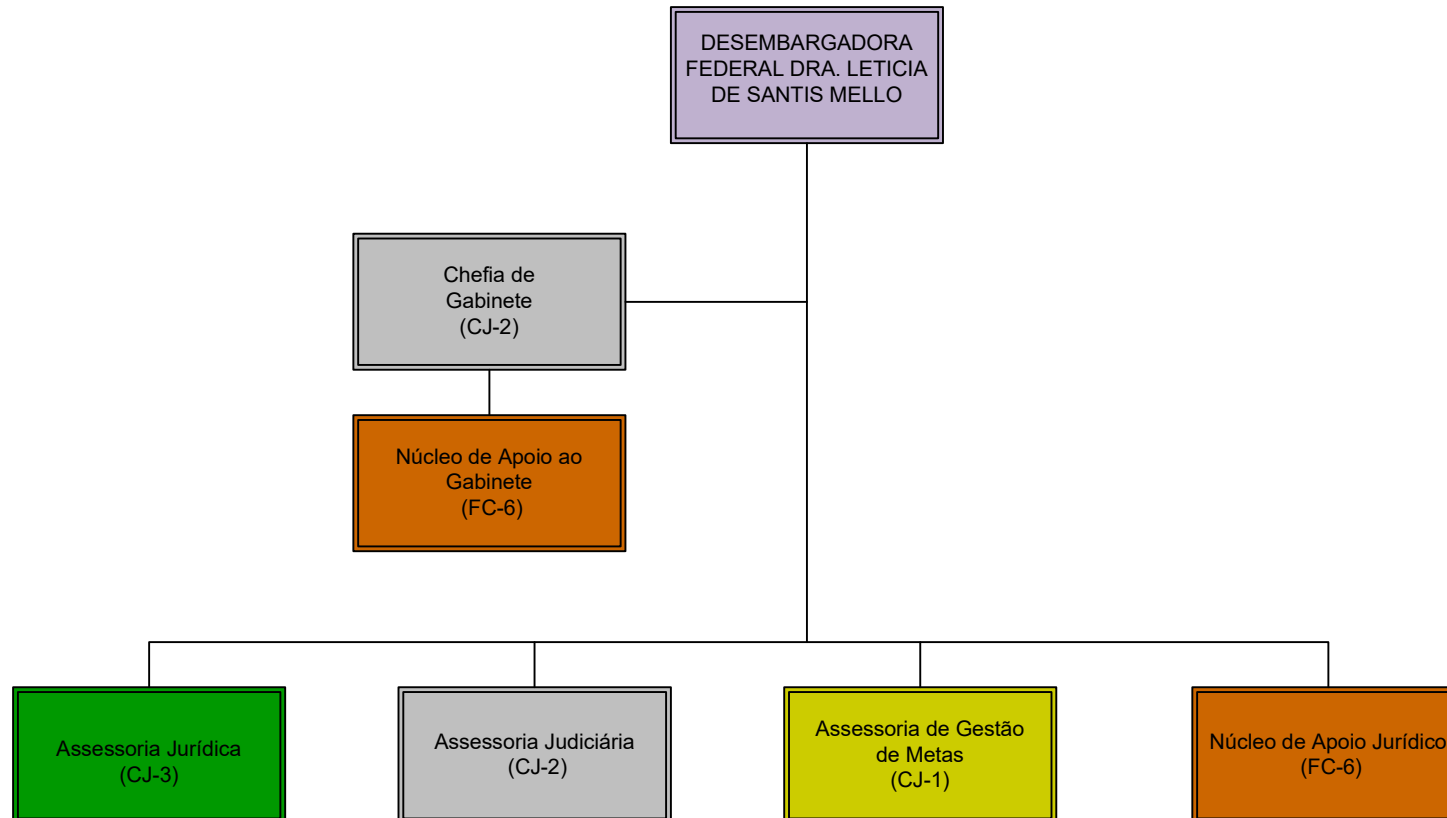 DESEMBARGADORA
FEDERAL DRA. LETICIA
DE SANTIS MELLO
Chefia de
Gabinete
(CJ-2)
Núcleo de Apoio ao
Gabinete
(FC-6)
Assessoria Jurídica
(CJ-3)
Assessoria Judiciária
(CJ-2)
Assessoria de Gestão
de Metas
(CJ-1)
Núcleo de Apoio Jurídico
(FC-6)